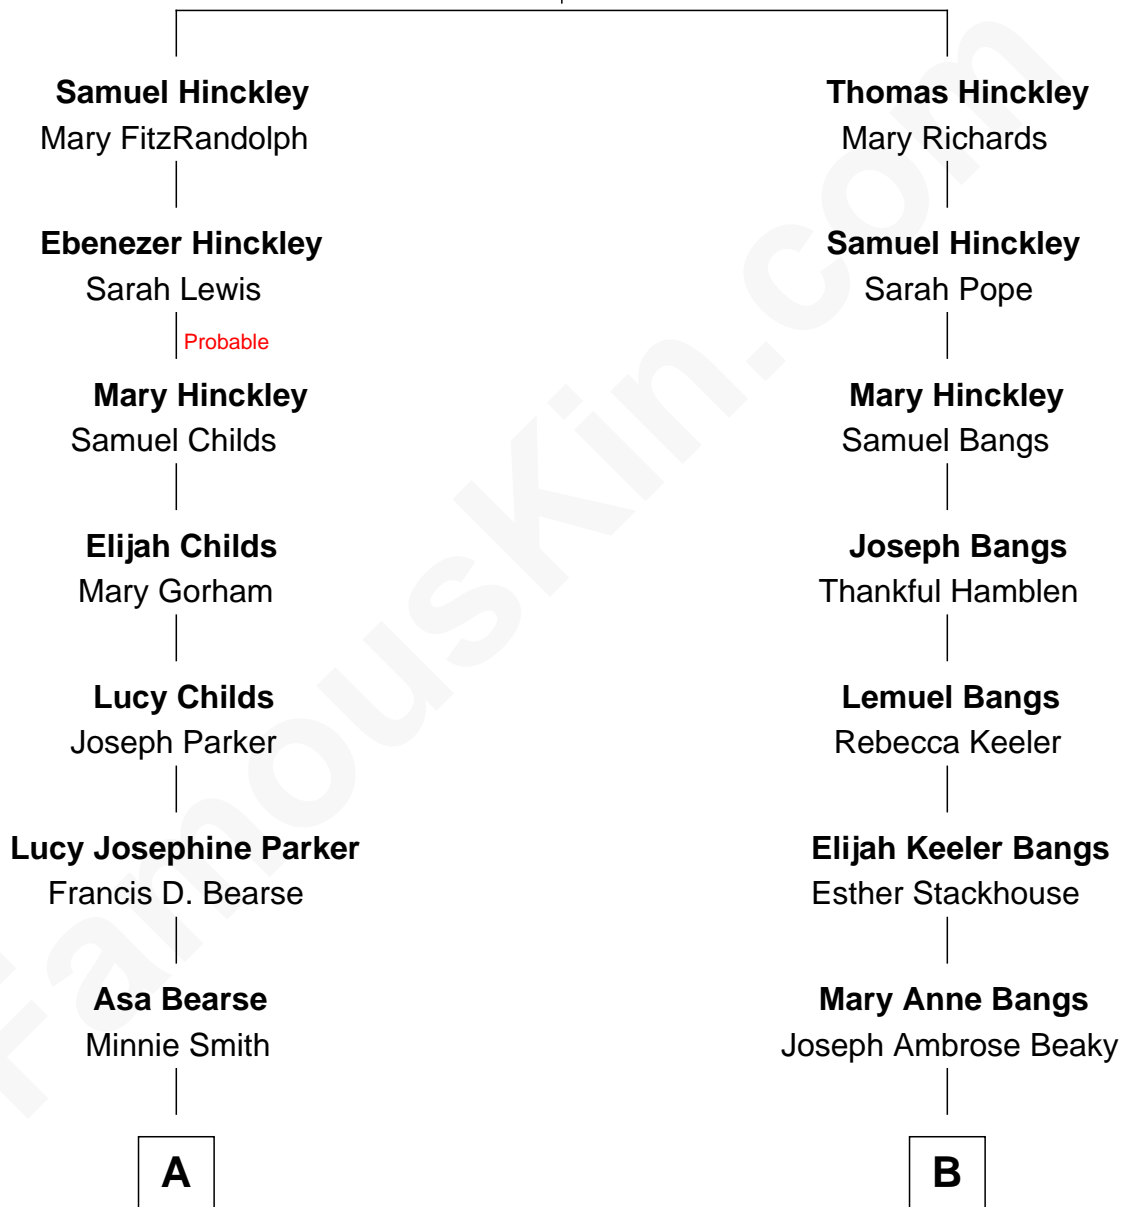 Samuel Hinckley
Mary FitzRandolph
Ebenezer Hinckley
Sarah Lewis
Probable
Mary Hinckley
Samuel Childs
Elijah Childs
Mary Gorham
Lucy Childs
Joseph Parker
Lucy Josephine Parker
Francis D. Bearse
Asa Bearse
Minnie Smith
A
Thomas Hinckley
Mary Richards
Samuel Hinckley
Sarah Pope
Mary Hinckley
Samuel Bangs
Joseph Bangs
Thankful Hamblen
Lemuel Bangs
Rebecca Keeler
Elijah Keeler Bangs
Esther Stackhouse
Mary Anne Bangs
Joseph Ambrose Beaky
B
FamousKin.com